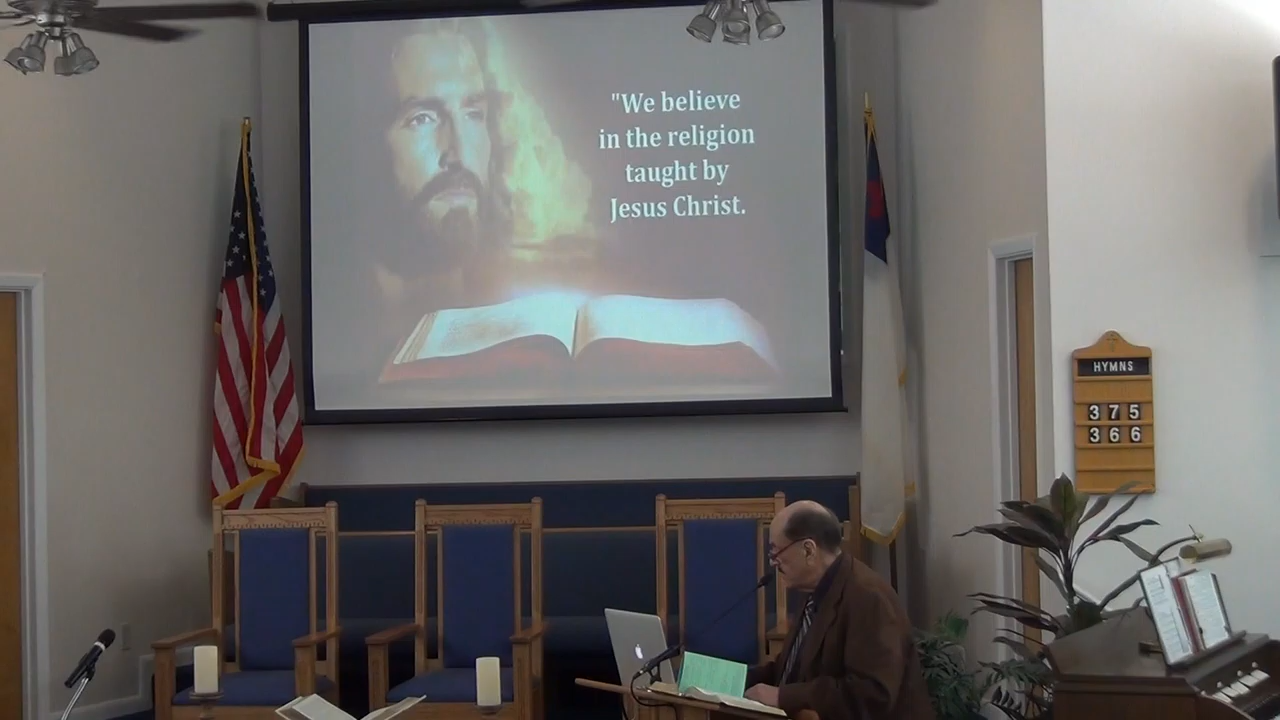 "We believe
in the religion
taught by
Jesus Christ.
HYMNS
375
366